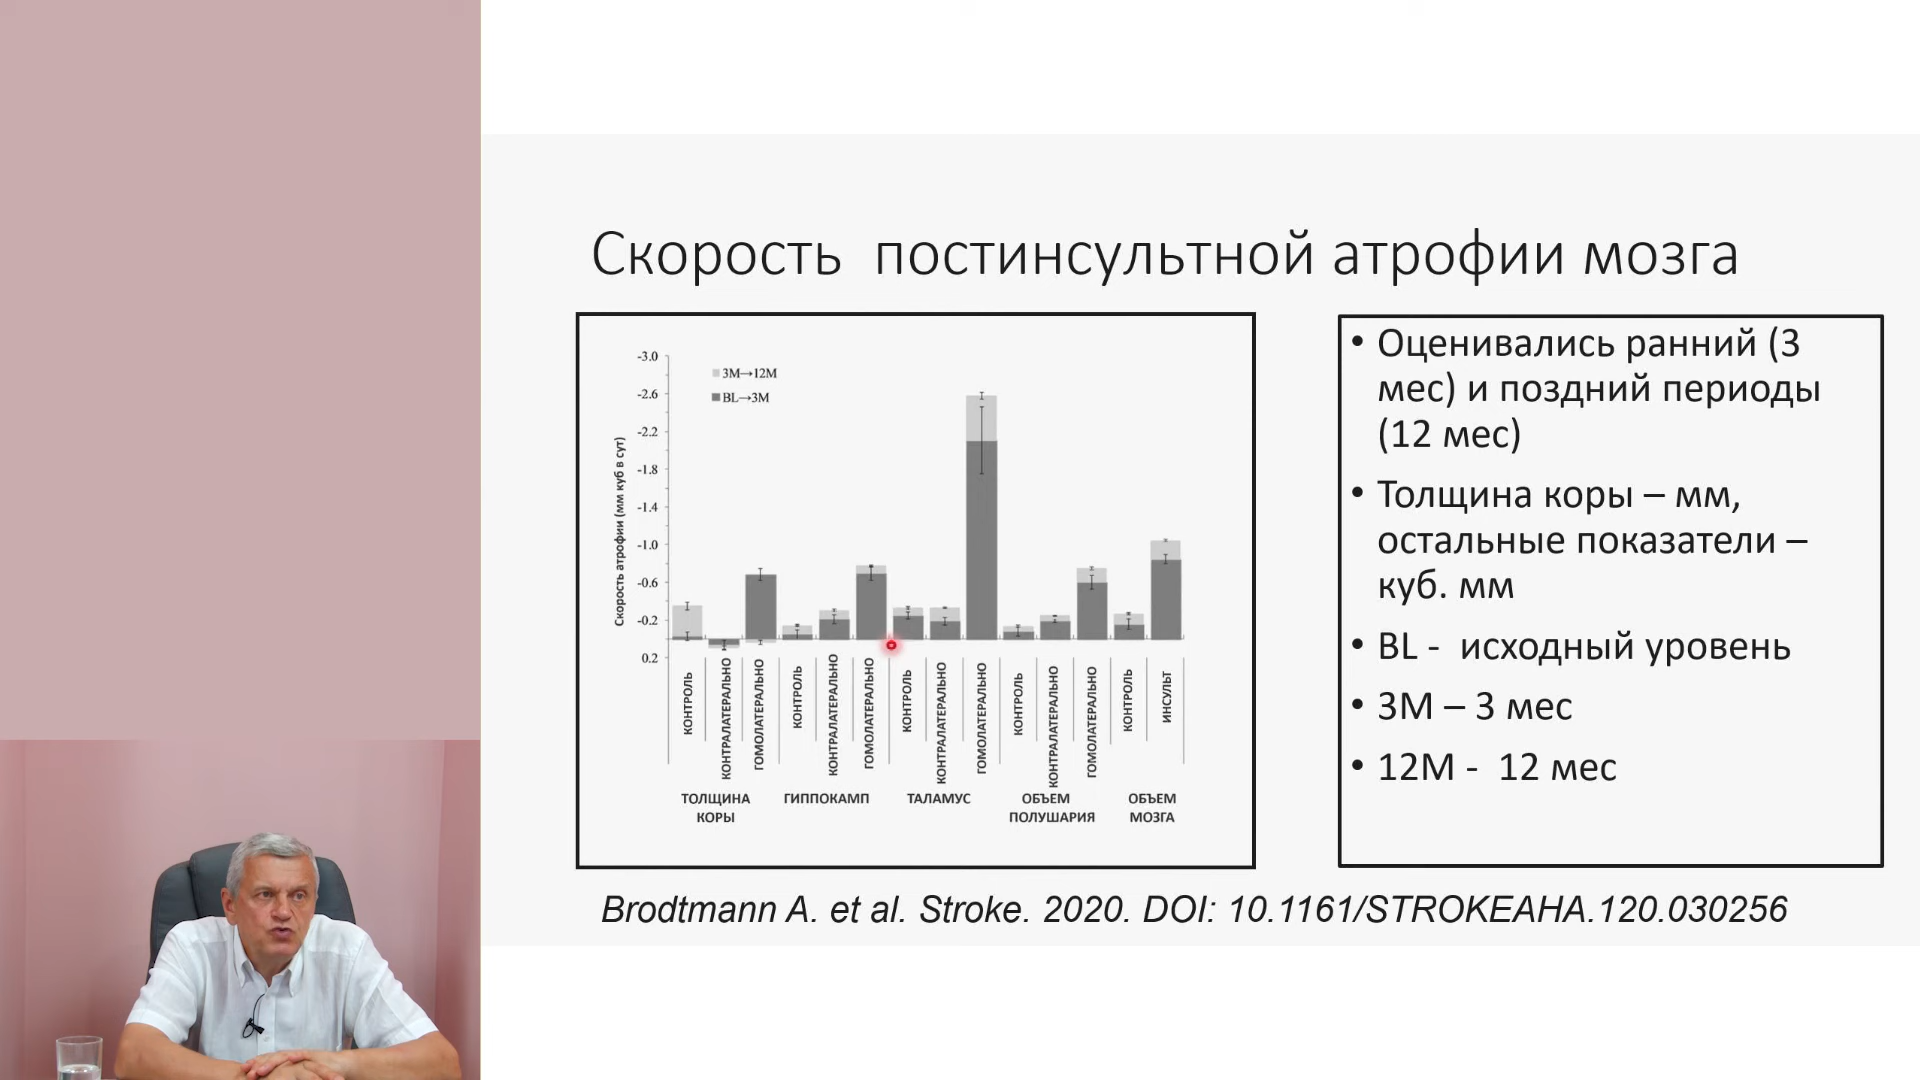 Скорость постинсультной атрофии мозга
3M→12M
BL→3M
Скорость атрофии (мм куб в сут)
-3.0
-2.6
-2.2
-1.8
-1.4
-1.0
-0.6
-0.2
0.2
КОНТРОЛЬ
КОНТРАЛАТЕРАЛЬНО
ГОМОЛАТЕРАЛЬНО
КОНТРОЛЬ
КОНТРАЛАТЕРАЛЬНО
ГОМОЛАТЕРАЛЬНО
КОНТРОЛЬ
КОНТРАЛАТЕРАЛЬНО
ГОМОЛАТЕРАЛЬНО
КОНТРОЛЬ
КОНТРАЛАТЕРАЛЬНО
ГОМОЛАТЕРАЛЬНО
КОНТРОЛЬ
ИНСУЛЬТ
ТОЛЩИНА
КОРЫ
ГИППОКАМП
ТАЛАМУС
ОБЪЕМ
ПОЛУШАРИЯ
ОБЪЕМ
МОЗГА
• Оценивались ранний (3
мес) и поздний периоды
(12 мес)
• Толщина коры – мм,
остальные показатели –
куб. мм
• BL - исходный уровень
• 3М – 3 мес
• 12М - 12 мес
Brodtmann A. et al. Stroke. 2020. DOI: 10.1161/STROKEAHA.120.030256